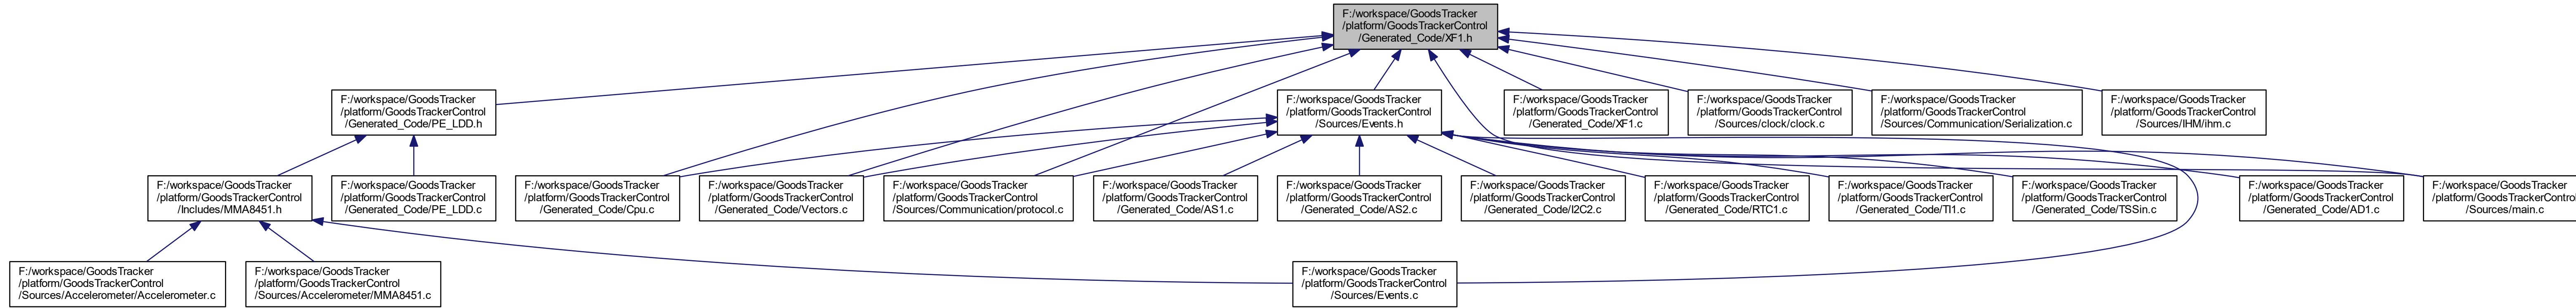 F:/workspace/GoodsTracker
/platform/GoodsTrackerControl
/Generated_Code/XF1.h
F:/workspace/GoodsTracker
/platform/GoodsTrackerControl
/Generated_Code/PE_LDD.h
F:/workspace/GoodsTracker
/platform/GoodsTrackerControl
/Sources/Events.h
F:/workspace/GoodsTracker
/platform/GoodsTrackerControl
/Generated_Code/XF1.c
F:/workspace/GoodsTracker
/platform/GoodsTrackerControl
/Sources/clock/clock.c
F:/workspace/GoodsTracker
/platform/GoodsTrackerControl
/Sources/Communication/Serialization.c
F:/workspace/GoodsTracker
/platform/GoodsTrackerControl
/Sources/IHM/ihm.c
F:/workspace/GoodsTracker
/platform/GoodsTrackerControl
/Includes/MMA8451.h
F:/workspace/GoodsTracker
/platform/GoodsTrackerControl
/Generated_Code/PE_LDD.c
F:/workspace/GoodsTracker
/platform/GoodsTrackerControl
/Generated_Code/Cpu.c
F:/workspace/GoodsTracker
/platform/GoodsTrackerControl
/Generated_Code/Vectors.c
F:/workspace/GoodsTracker
/platform/GoodsTrackerControl
/Sources/Communication/protocol.c
F:/workspace/GoodsTracker
/platform/GoodsTrackerControl
/Generated_Code/AS1.c
F:/workspace/GoodsTracker
/platform/GoodsTrackerControl
/Generated_Code/AS2.c
F:/workspace/GoodsTracker
/platform/GoodsTrackerControl
/Generated_Code/I2C2.c
F:/workspace/GoodsTracker
/platform/GoodsTrackerControl
/Generated_Code/RTC1.c
F:/workspace/GoodsTracker
/platform/GoodsTrackerControl
/Generated_Code/TI1.c
F:/workspace/GoodsTracker
/platform/GoodsTrackerControl
/Generated_Code/TSSin.c
F:/workspace/GoodsTracker
/platform/GoodsTrackerControl
/Generated_Code/AD1.c
F:/workspace/GoodsTracker
/platform/GoodsTrackerControl
/Sources/main.c
F:/workspace/GoodsTracker
/platform/GoodsTrackerControl
/Sources/Accelerometer/Accelerometer.c
F:/workspace/GoodsTracker
/platform/GoodsTrackerControl
/Sources/Accelerometer/MMA8451.c
F:/workspace/GoodsTracker
/platform/GoodsTrackerControl
/Sources/Events.c